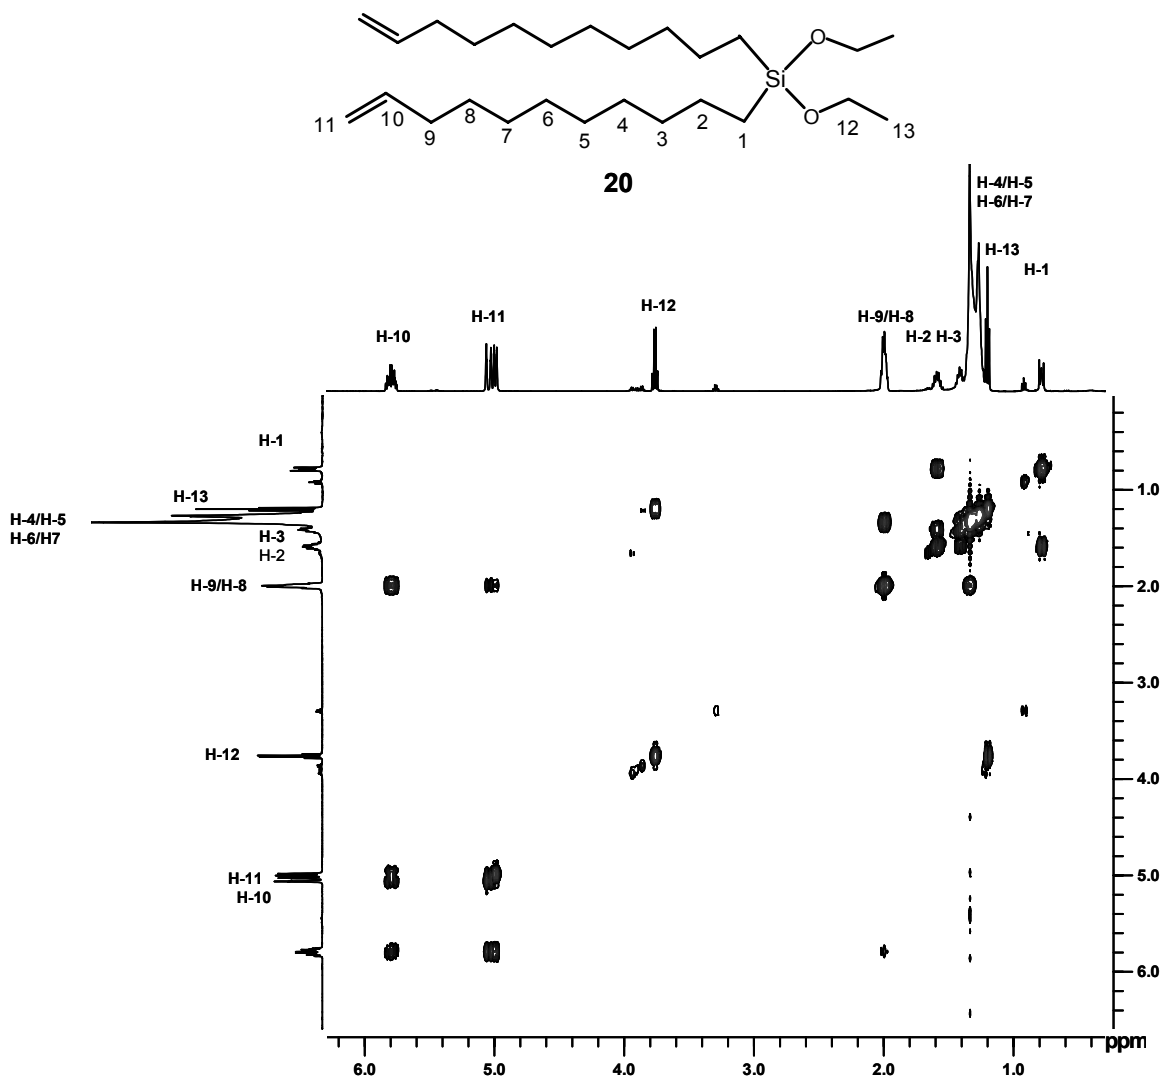 O
Si
O
11
10
9
8
7
6
5
4
3
2
1
12
13
20
H-4/H-5
H-6/H-7
H-13
H-1
H-12
H-11
H-9/H-8
H-10
H-2 H-3
H-1
H-13
H-4/H-5
H-6/H7
H-3
H-2
H-9/H-8
H-12
H-11
H-10
1.0
2.0
3.0
4.0
5.0
6.0
ppm
6.0 5.0 4.0 3.0 2.0 1.0